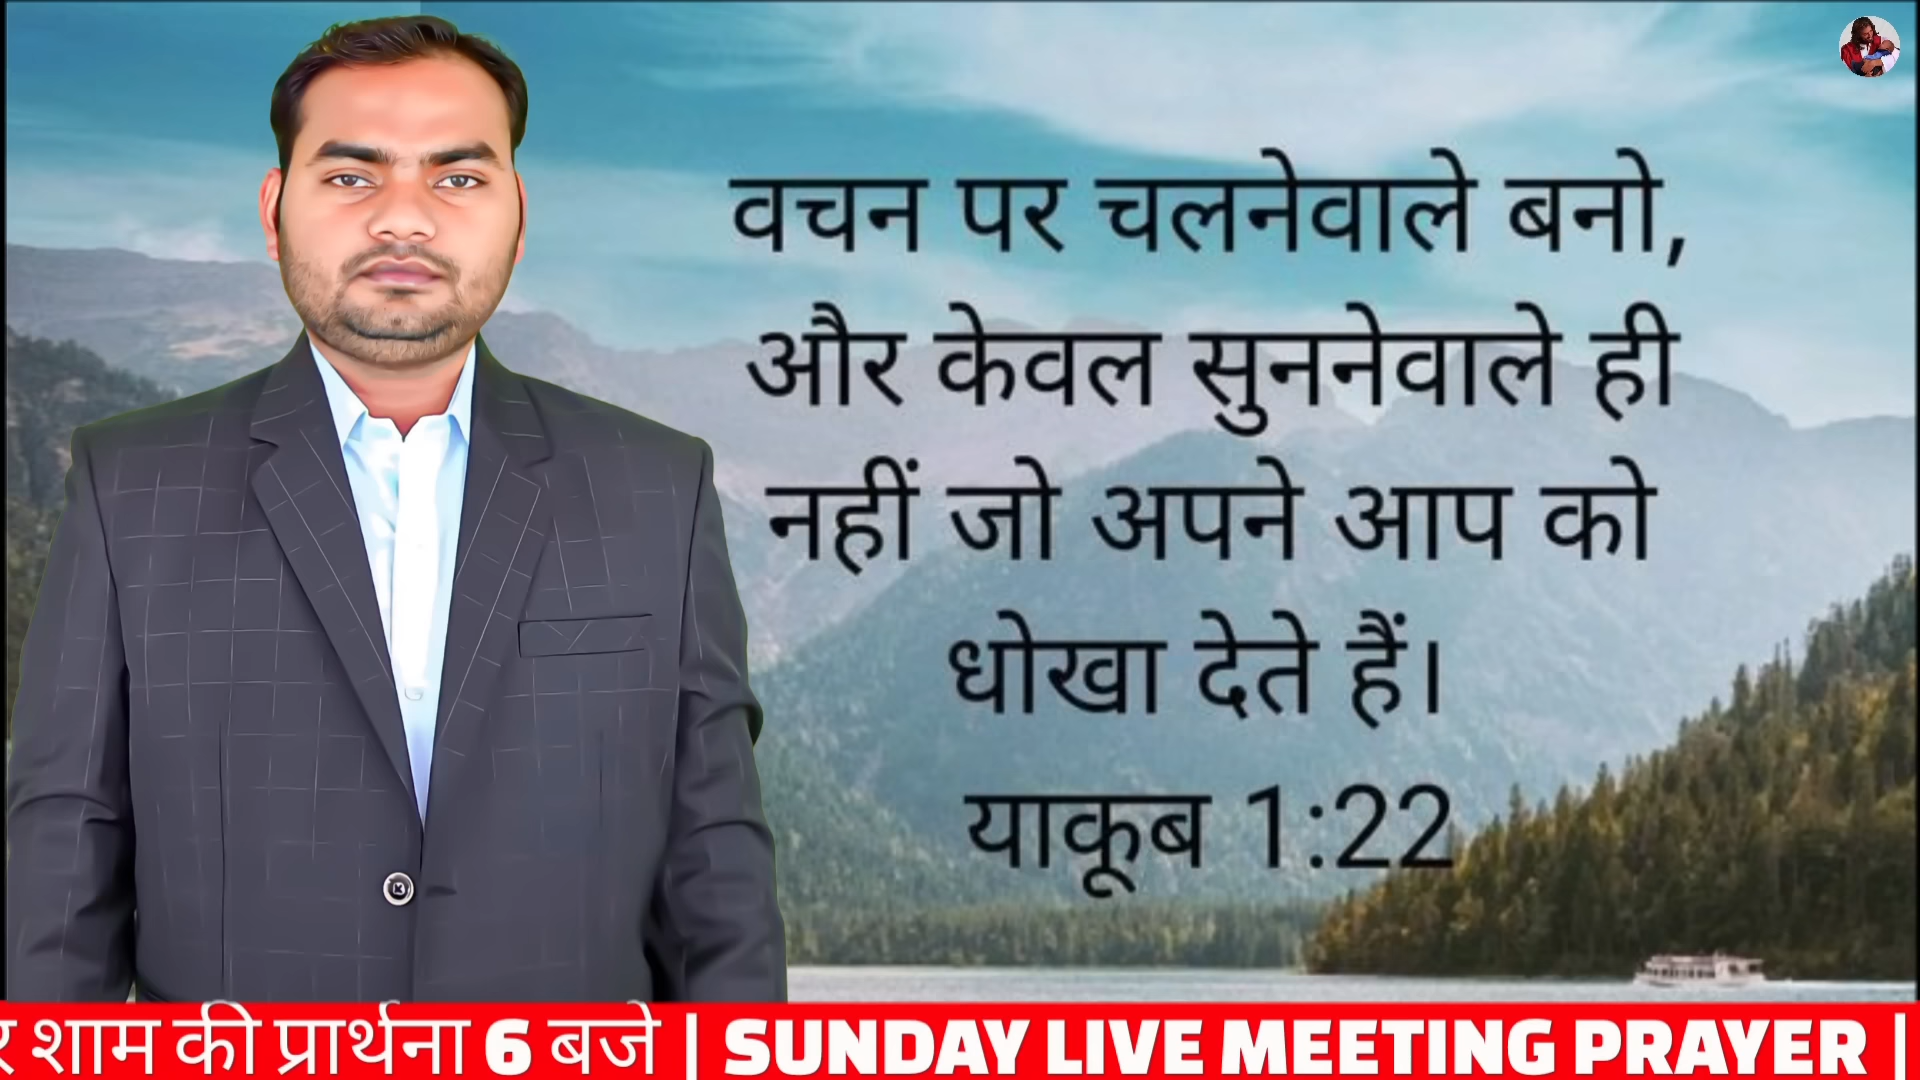 वचन पर चलनेवाले बनो,
और केवल सुननेवाले ही
नहीं जो अपने आप को
धोखा देते हैं।
याकूब 1:22
शाम की प्रार्थना 6 बजे | SUNDAY LIVE MEETING PRAYER |